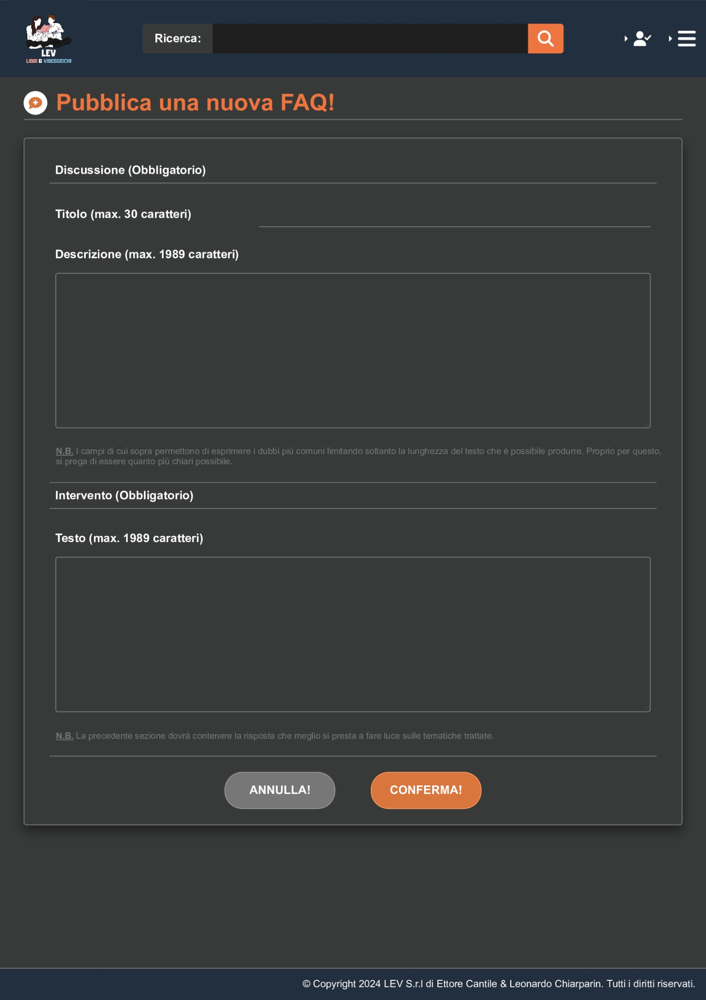 LEV
LIBRI & VIDEOGIOCHI
Ricerca:
Pubblica una nuova FAQ!
Discussione (Obbligatorio)
Titolo (max. 30 caratteri)
Descrizione (max. 1989 caratteri)
N.B. I campi di cui sopra permettono di esprimere i dubbi più comuni limitando soltanto la lunghezza del testo che è possibile produrre. Proprio per questo,
si prega di essere quanto più chiari possibile.
Intervento (Obbligatorio)
Testo (max. 1989 caratteri)
N.B. La precedente sezione dovrà contenere la risposta che meglio si presta a fare luce sulle tematiche trattate.
ANNULLA!
CONFERMA!
© Copyright 2024 LEV S.r.l di Ettore Cantile & Leonardo Chiarparin. Tutti i diritti riservati.